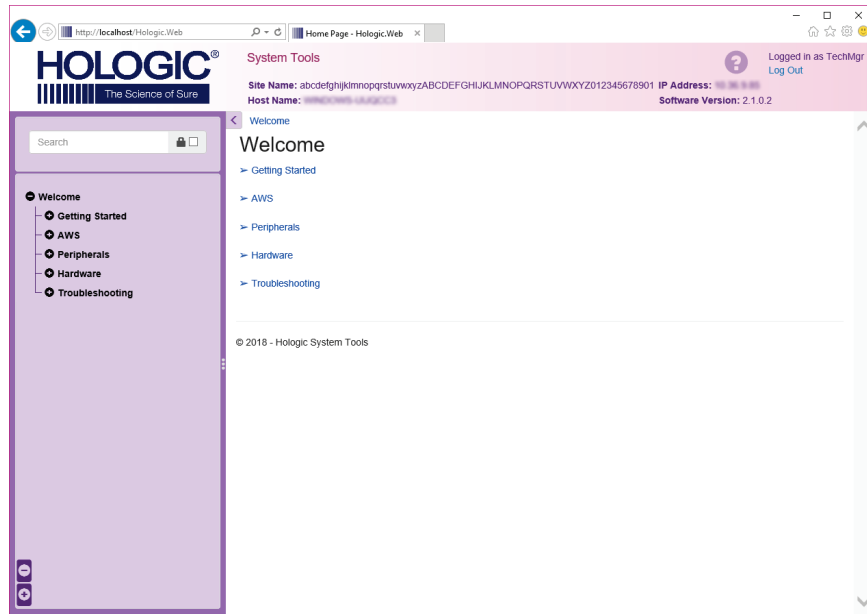 http://localhost/Hologic.Web
Home Page - Hologic.Web
HOLOGIC®
The Science of Sure
System Tools
Logged in as TechMgr
Log Out
Site Name: abcdefghijklmnopqrstuvwxyzABCDEFGHIJKLMNOPQRSTUVWXYZ012345678901 IP Address:
Host Name:
Software Version: 2.1.0.2
Search
Welcome
Getting Started
AWS
Peripherals
Hardware
Troubleshooting
Welcome
Welcome
➢ Getting Started
➢ AWS
➢ Peripherals
➢ Hardware
➢ Troubleshooting
© 2018 - Hologic System Tools